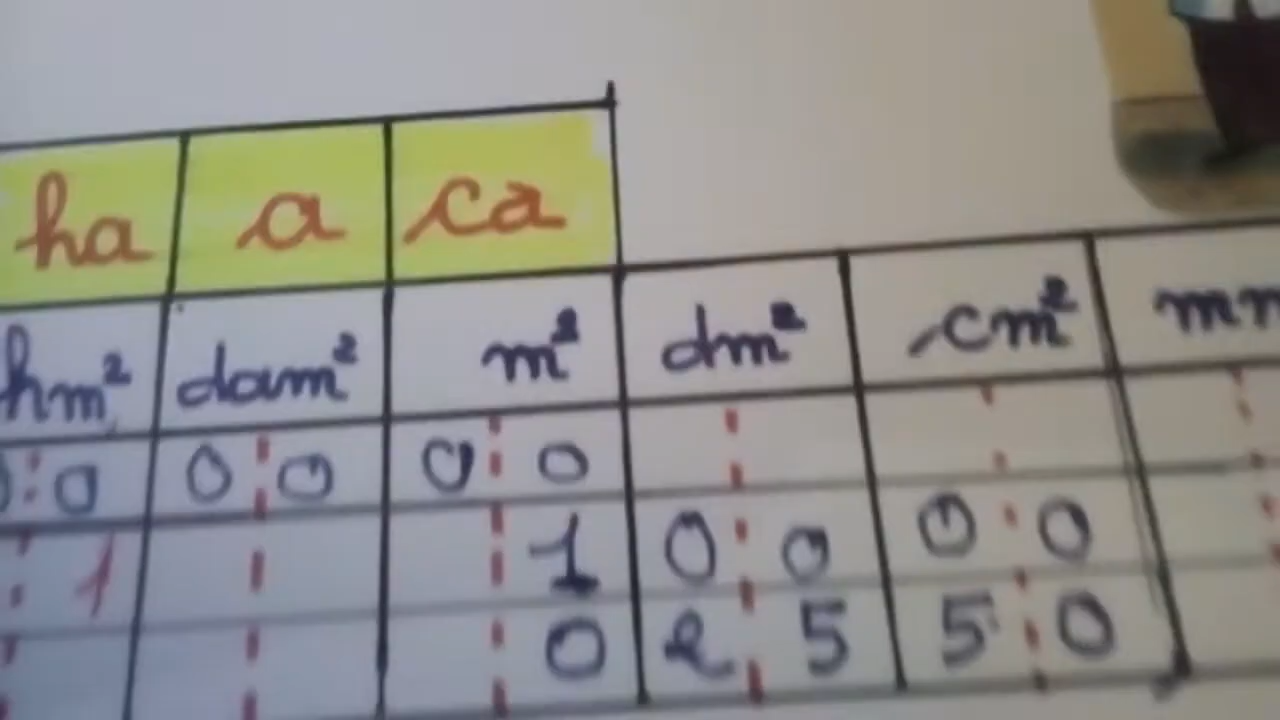 ha a ca
hm² dam² m² dm² cm²
0 0 0 0 0
1 1 0 0 0 0
0 2 5 5 0